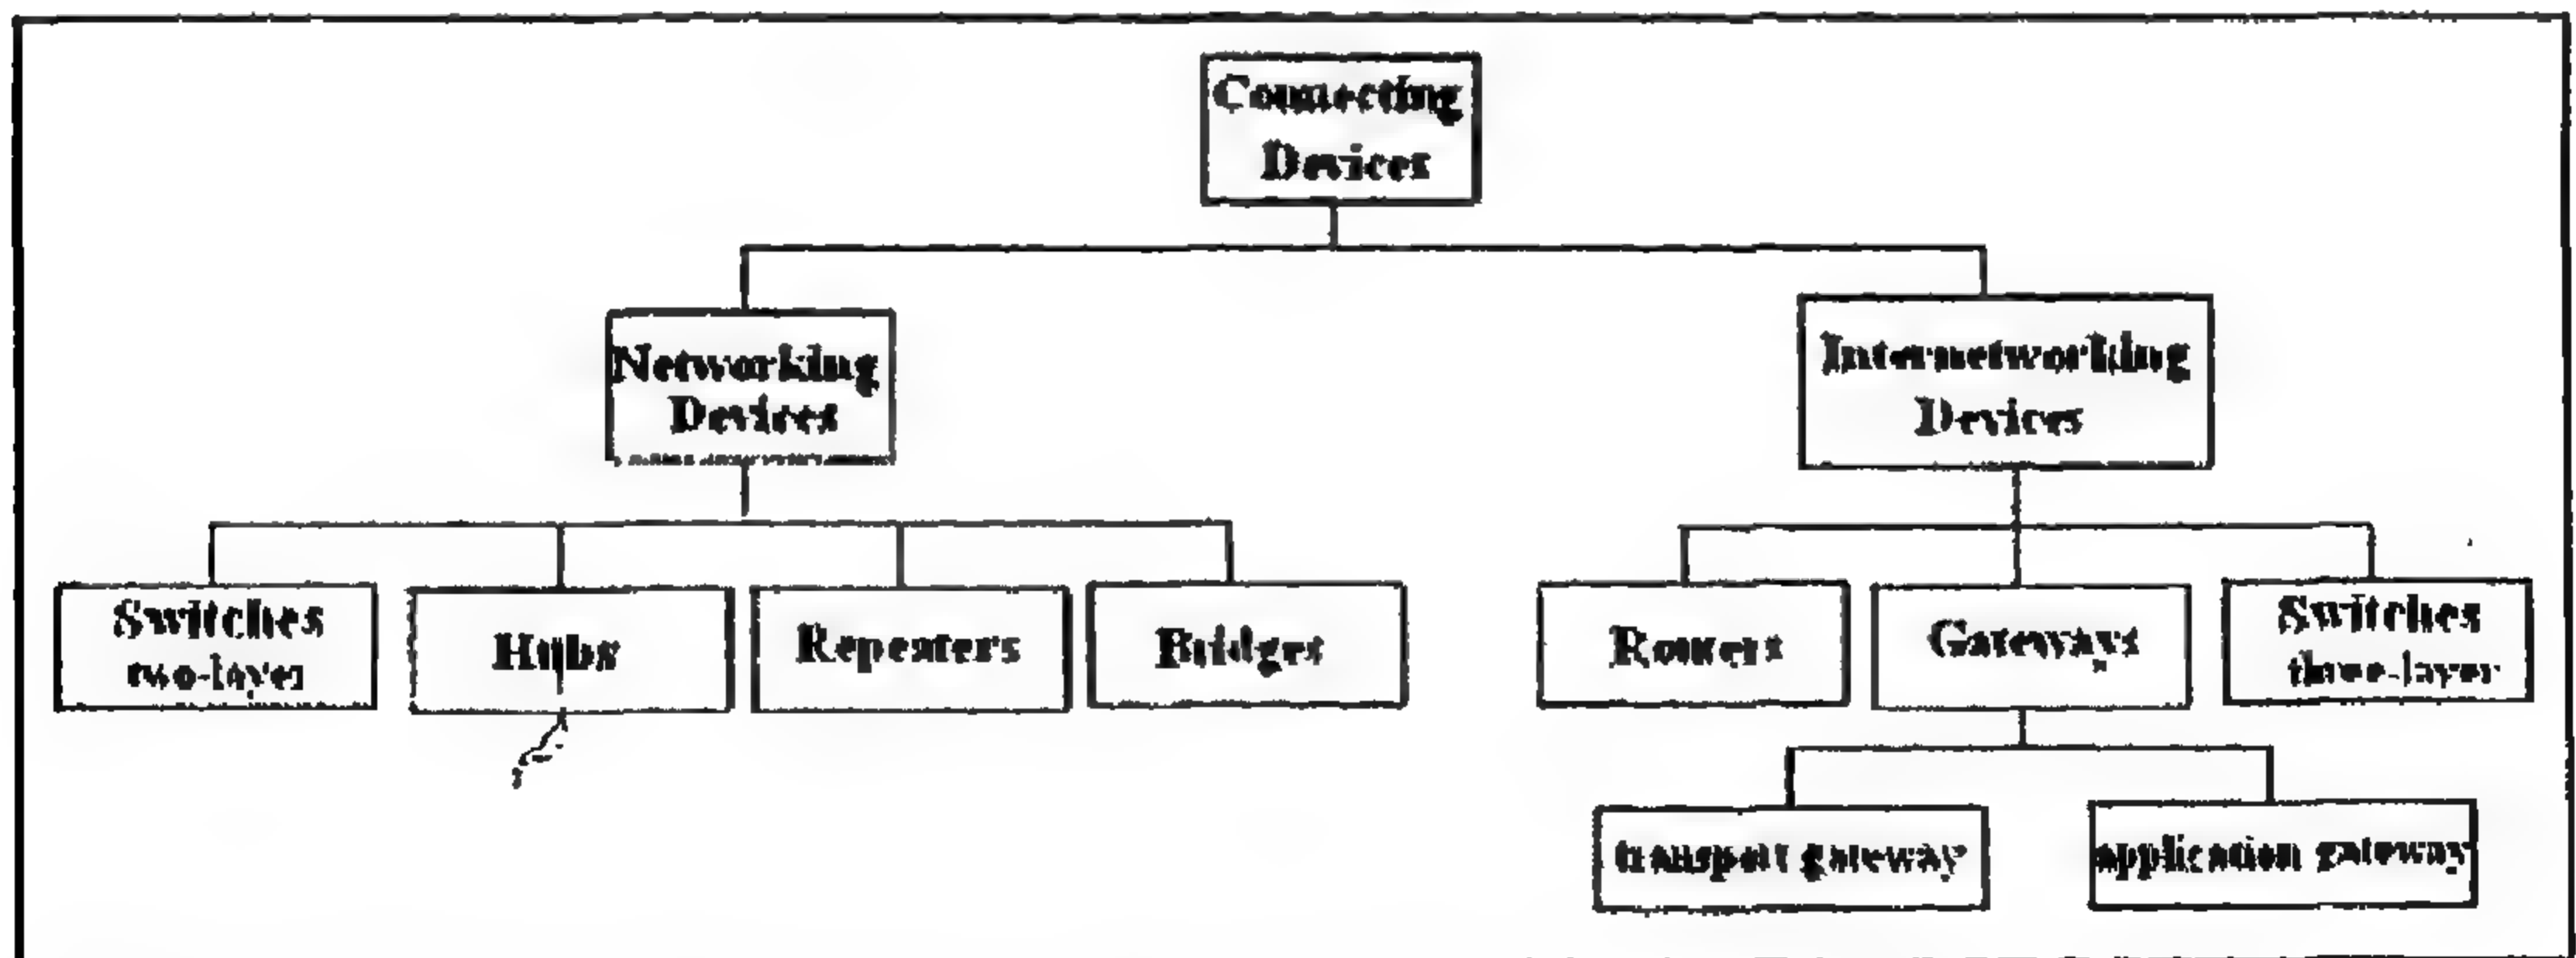 Connecting
Devices
Networking
Devices
Internetworking
Devices
Switches
two-layer
Hubs
Repeaters
Bridges
Routers
Gateways
Switches
three-layer
transport gateway
application gateway